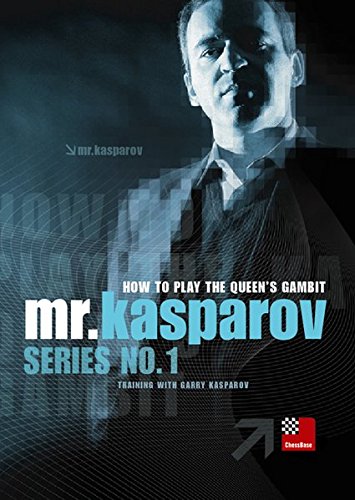 mr.kasparov
HOW TO PLAY THE QUEEN'S GAMBIT
mr.kasparov
SERIES NO.1
TRAINING WITH GARRY KASPAROV
ChessBase